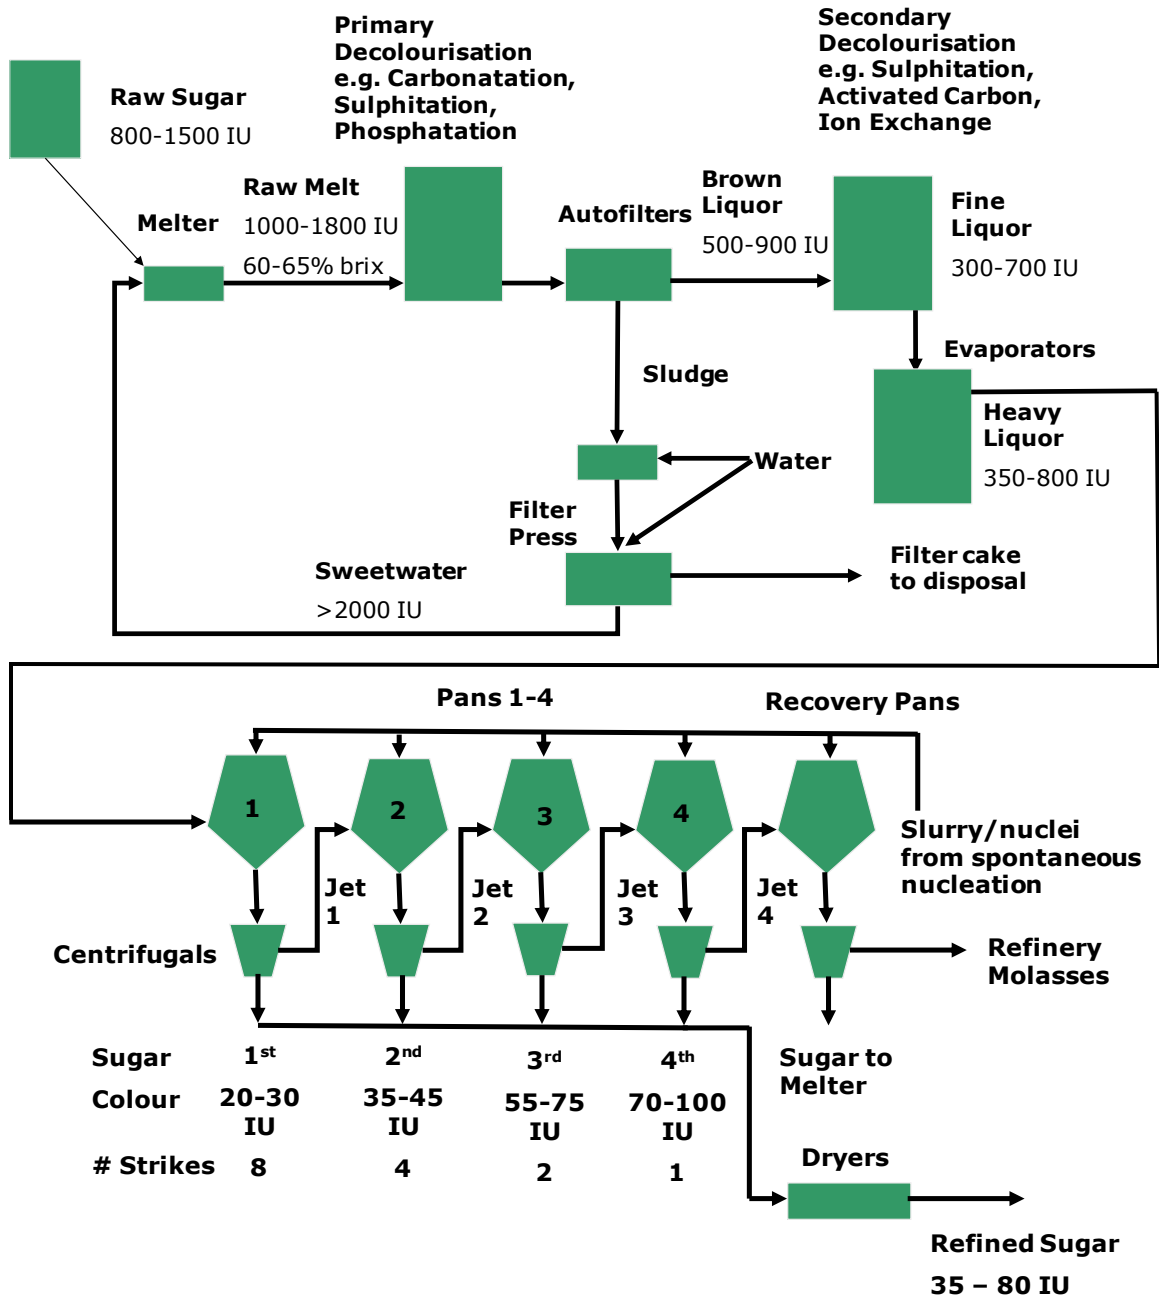 Primary
Decolourisation
e.g. Carbonatation,
Sulphitation,
Phosphatation
Secondary
Decolourisation
e.g. Sulphitation,
Activated Carbon,
Ion Exchange
Raw Sugar
800-1500 IU
Melter
Raw Melt
1000-1800 IU
60-65% brix
Autofilters
Brown
Liquor
500-900 IU
Fine
Liquor
300-700 IU
Evaporators
Heavy
Liquor
350-800 IU
Sludge
Water
Filter
Press
Sweetwater
>2000 IU
Filter cake
to disposal
Pans 1-4
Recovery Pans
1
2
3
4
Jet
1
Jet
2
Jet
3
Jet
4
Slurry/nuclei
from spontaneous
nucleation
Centrifugals
Refinery
Molasses
Sugar
1st
2nd
3rd
4th
Sugar to
Melter
Colour
20-30
IU
35-45
IU
55-75
IU
70-100
IU
# Strikes
8
4
2
1
Dryers
Refined Sugar
35 – 80 IU